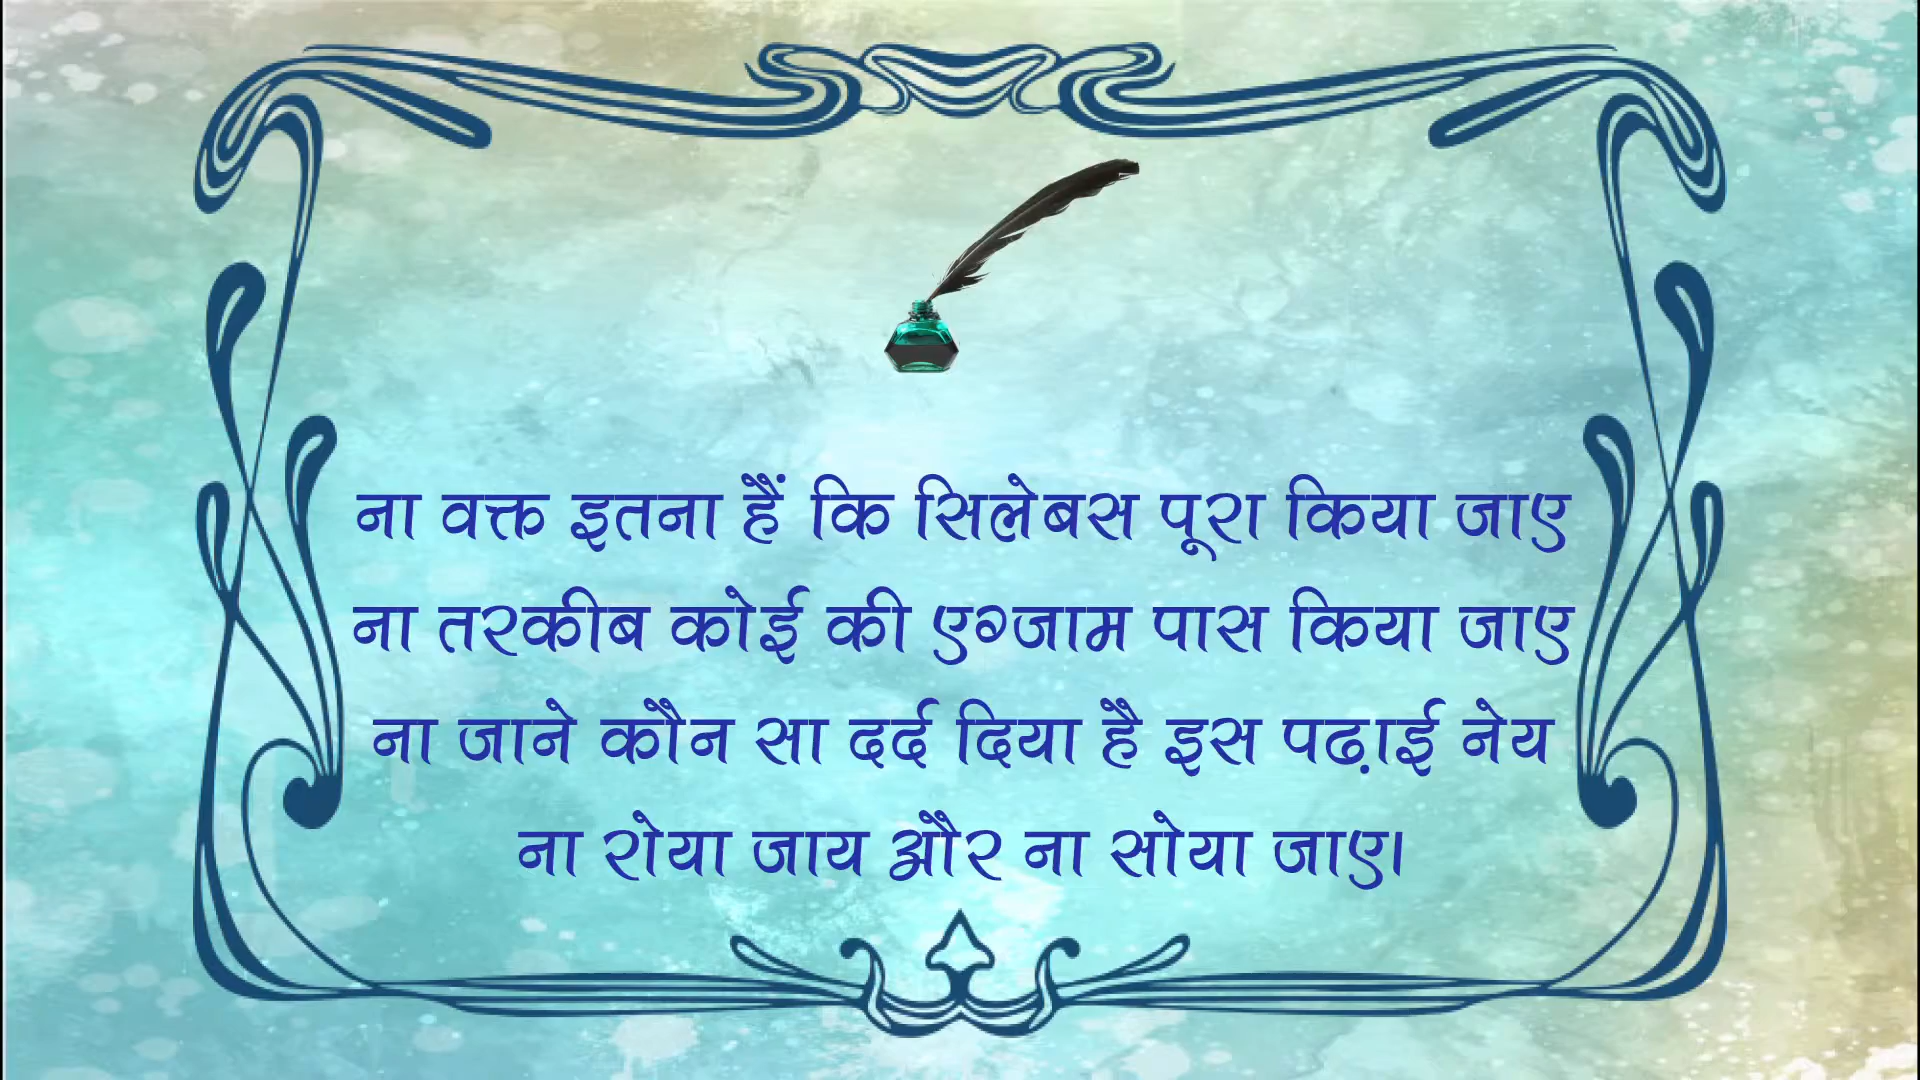 ना वक्त इतना हैं कि सिलेबस पूरा किया जाए
ना तरकीब कोई की एग्जाम पास किया जाए
ना जाने कौन सा दर्द दिया है इस पढ़ाई नेय
ना रोया जाय और ना सोया जाए।